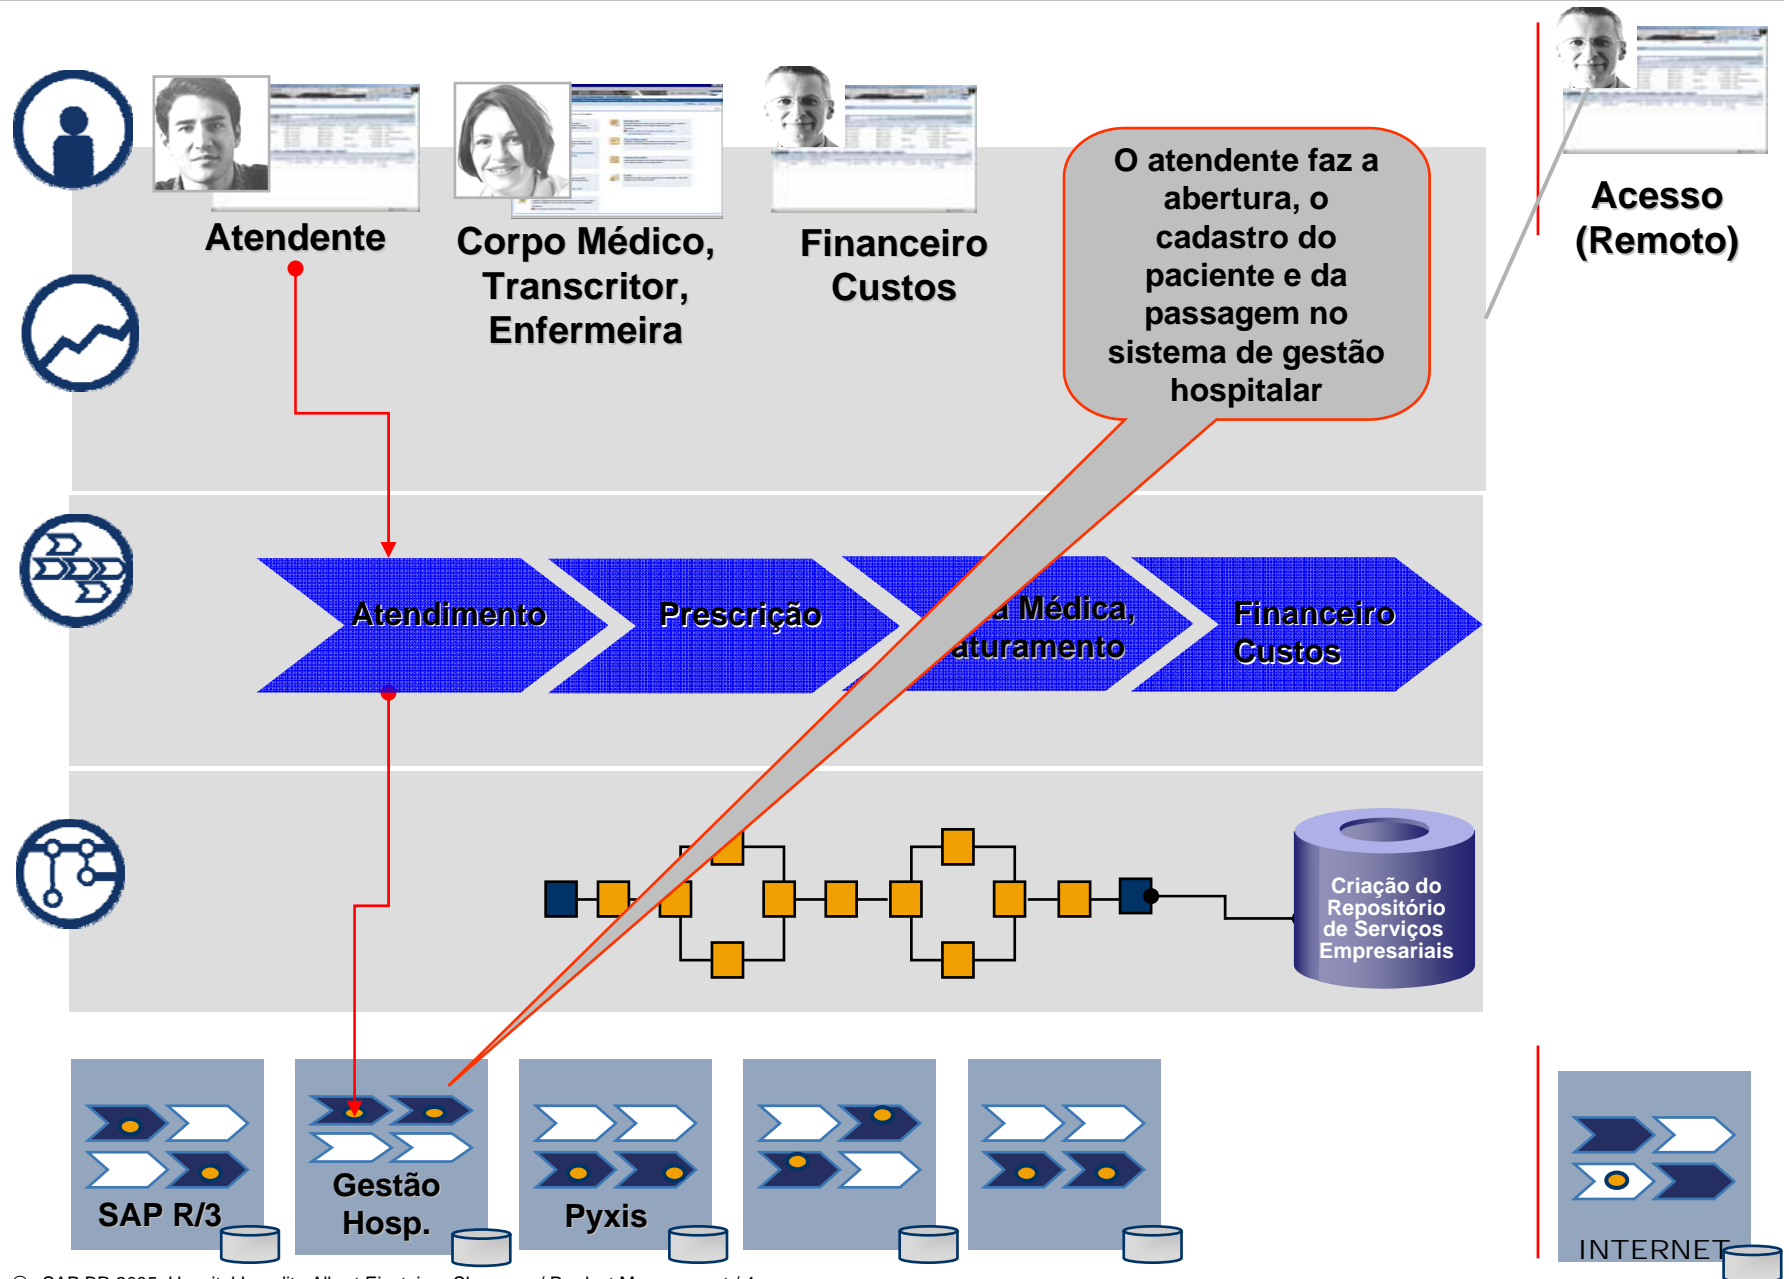 Atendente
Corpo Médico,
Transcritor,
Enfermeira
Financeiro
Custos
O atendente faz a
abertura, o
cadastro do
paciente e da
passagem no
sistema de gestão
hospitalar
Acesso
(Remoto)
Atendimento
Prescrição
Médica,
aturamento
Financeiro
Custos
Criação do
Repositório
de Serviços
Empresariais
SAP R/3
Gestão
Hosp.
Pyxis
INTERNET